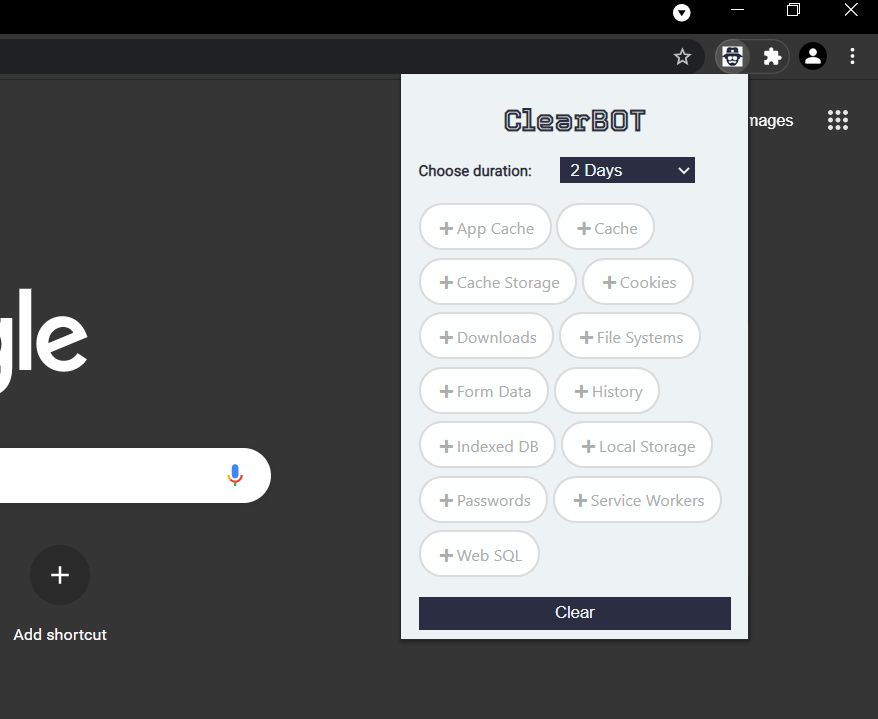 ClearBOT
Choose duration: 2 Days
App Cache Cache
Cache Storage Cookies
Downloads File Systems
Form Data History
Indexed DB Local Storage
Passwords Service Workers
Web SQL
Clear
mages
gle
Add shortcut